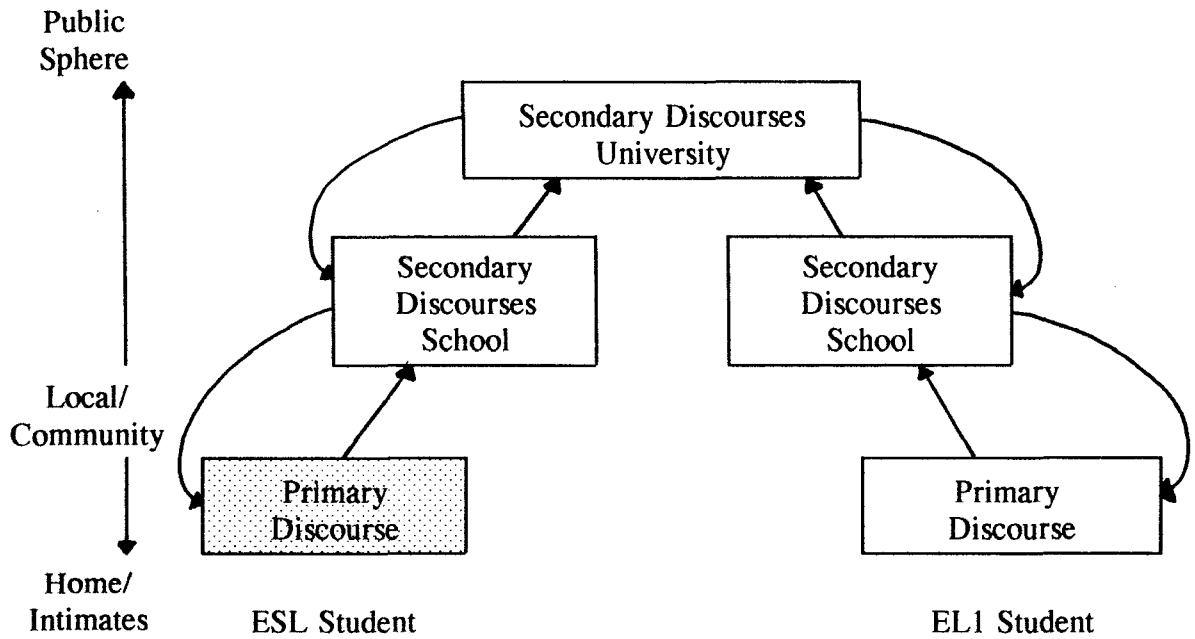 Public
Sphere
Secondary Discourses
University
Secondary
Discourses
School
Secondary
Discourses
School
Local/
Community
Primary
Discourse
Primary
Discourse
Home/
Intimates
ESL Student
EL1 Student